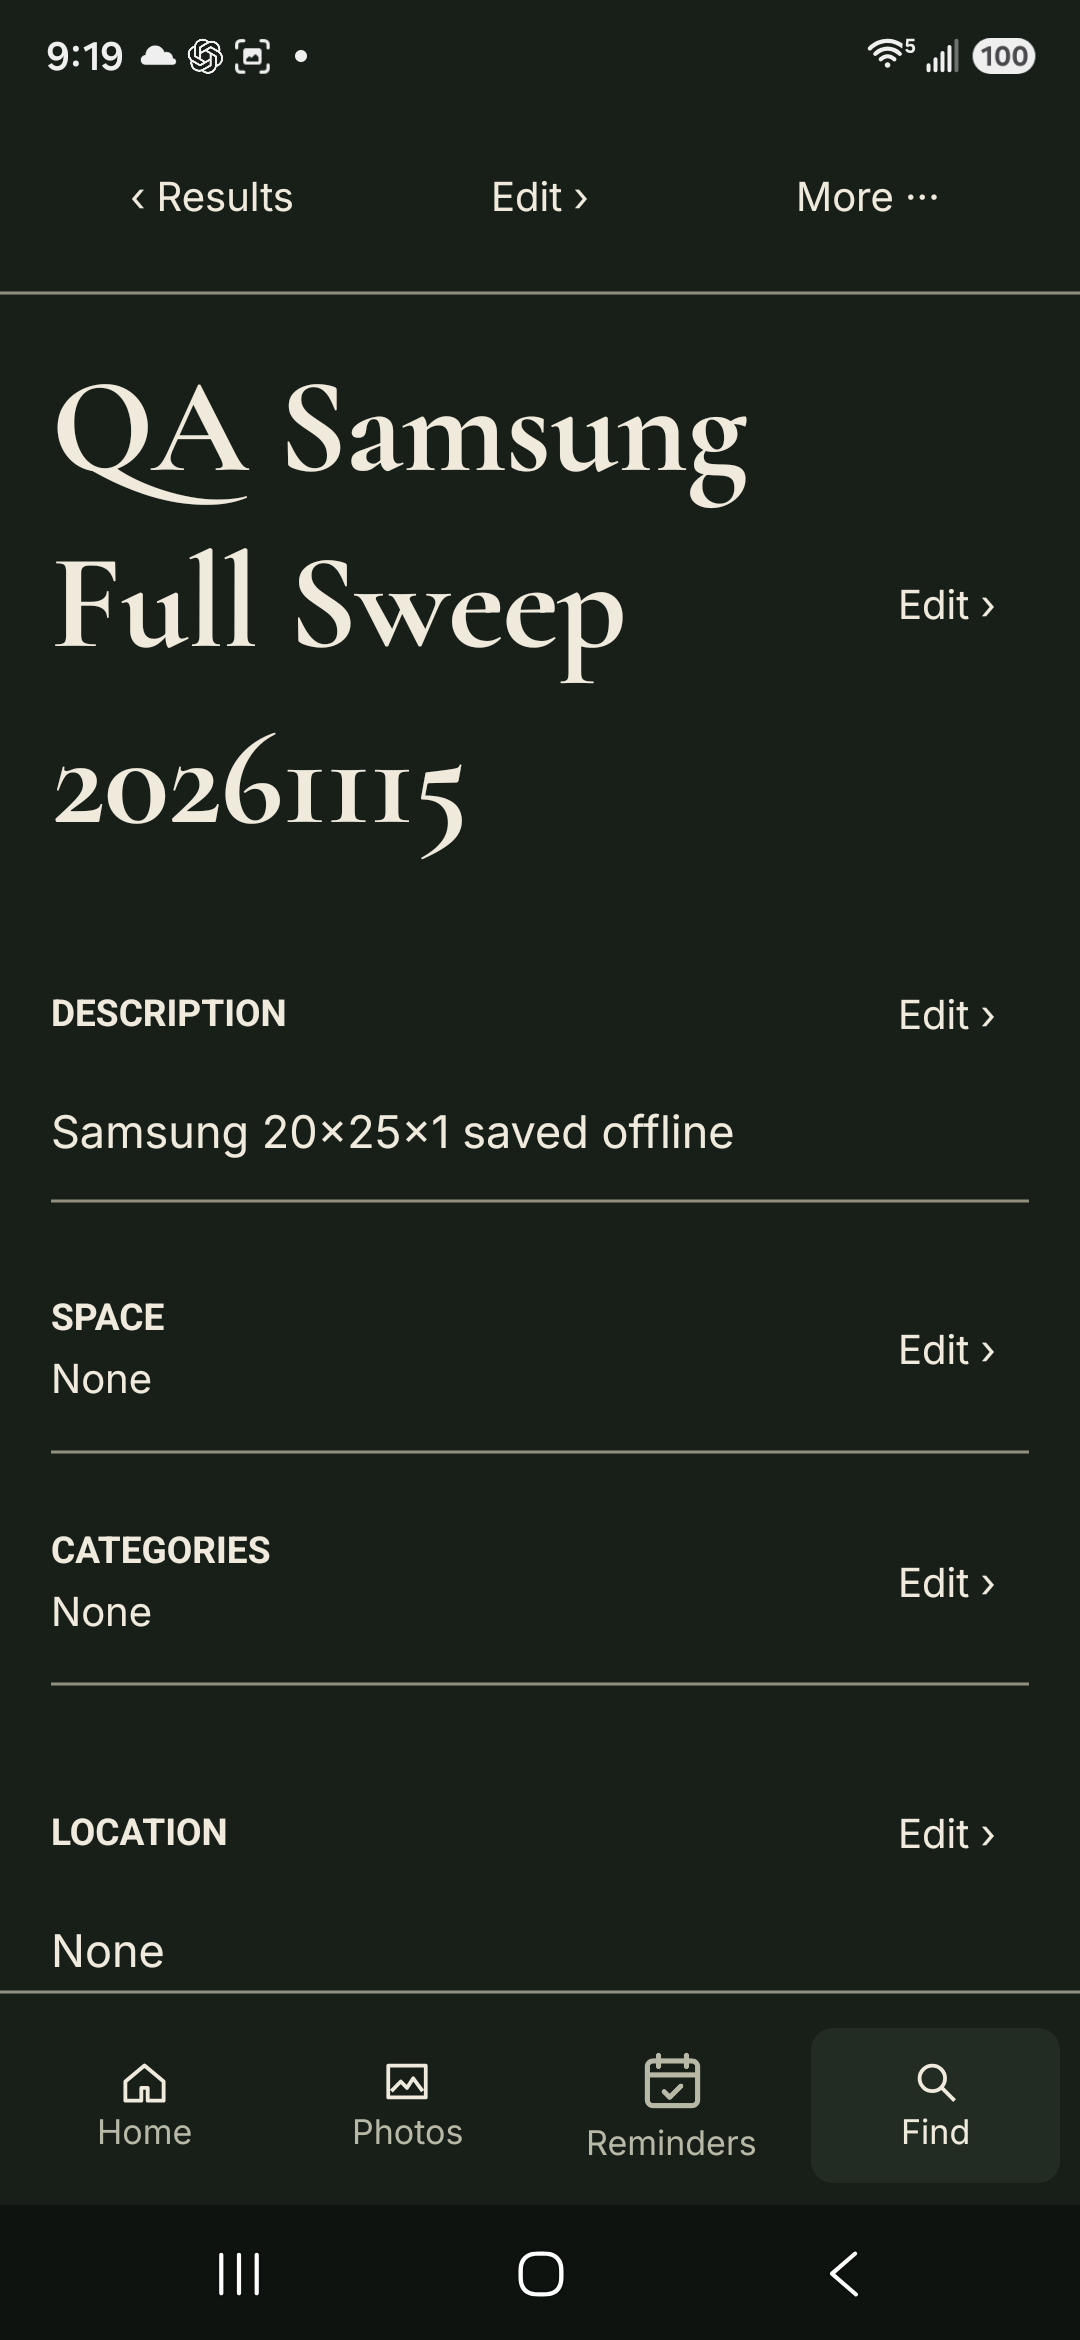 9:19
5
100
‹ Results
Edit ›
More ···
QA Samsung
Full Sweep
20261115
Edit ›
DESCRIPTION
Edit ›
Samsung 20×25×1 saved offline
SPACE
None
Edit ›
CATEGORIES
None
Edit ›
LOCATION
Edit ›
None
Home
Photos
Reminders
Find